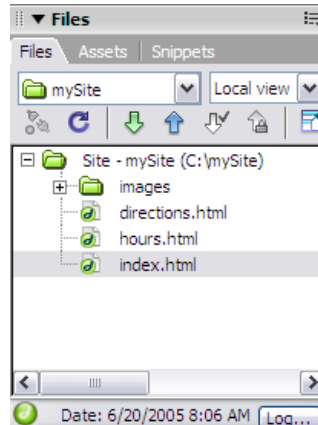 Files
Files Assets Snippets
mySite Local view
Site - mySite (C:\mySite)
images
directions.html
hours.html
index.html
Date: 6/20/2005 8:06 AM Log...